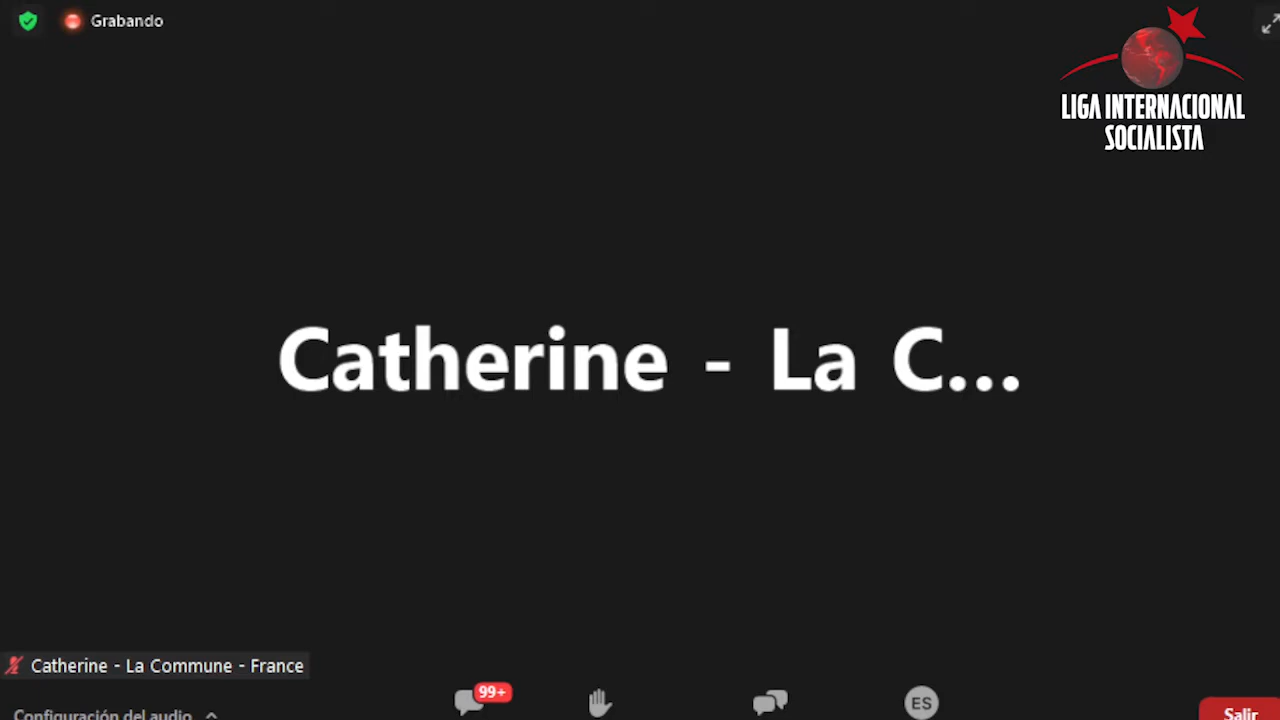 Grabando
LIGA INTERNACIONAL
SOCIALISTA
Catherine - La C...
Catherine - La Commune - France
99+
ES
Configuración del audio
Salir